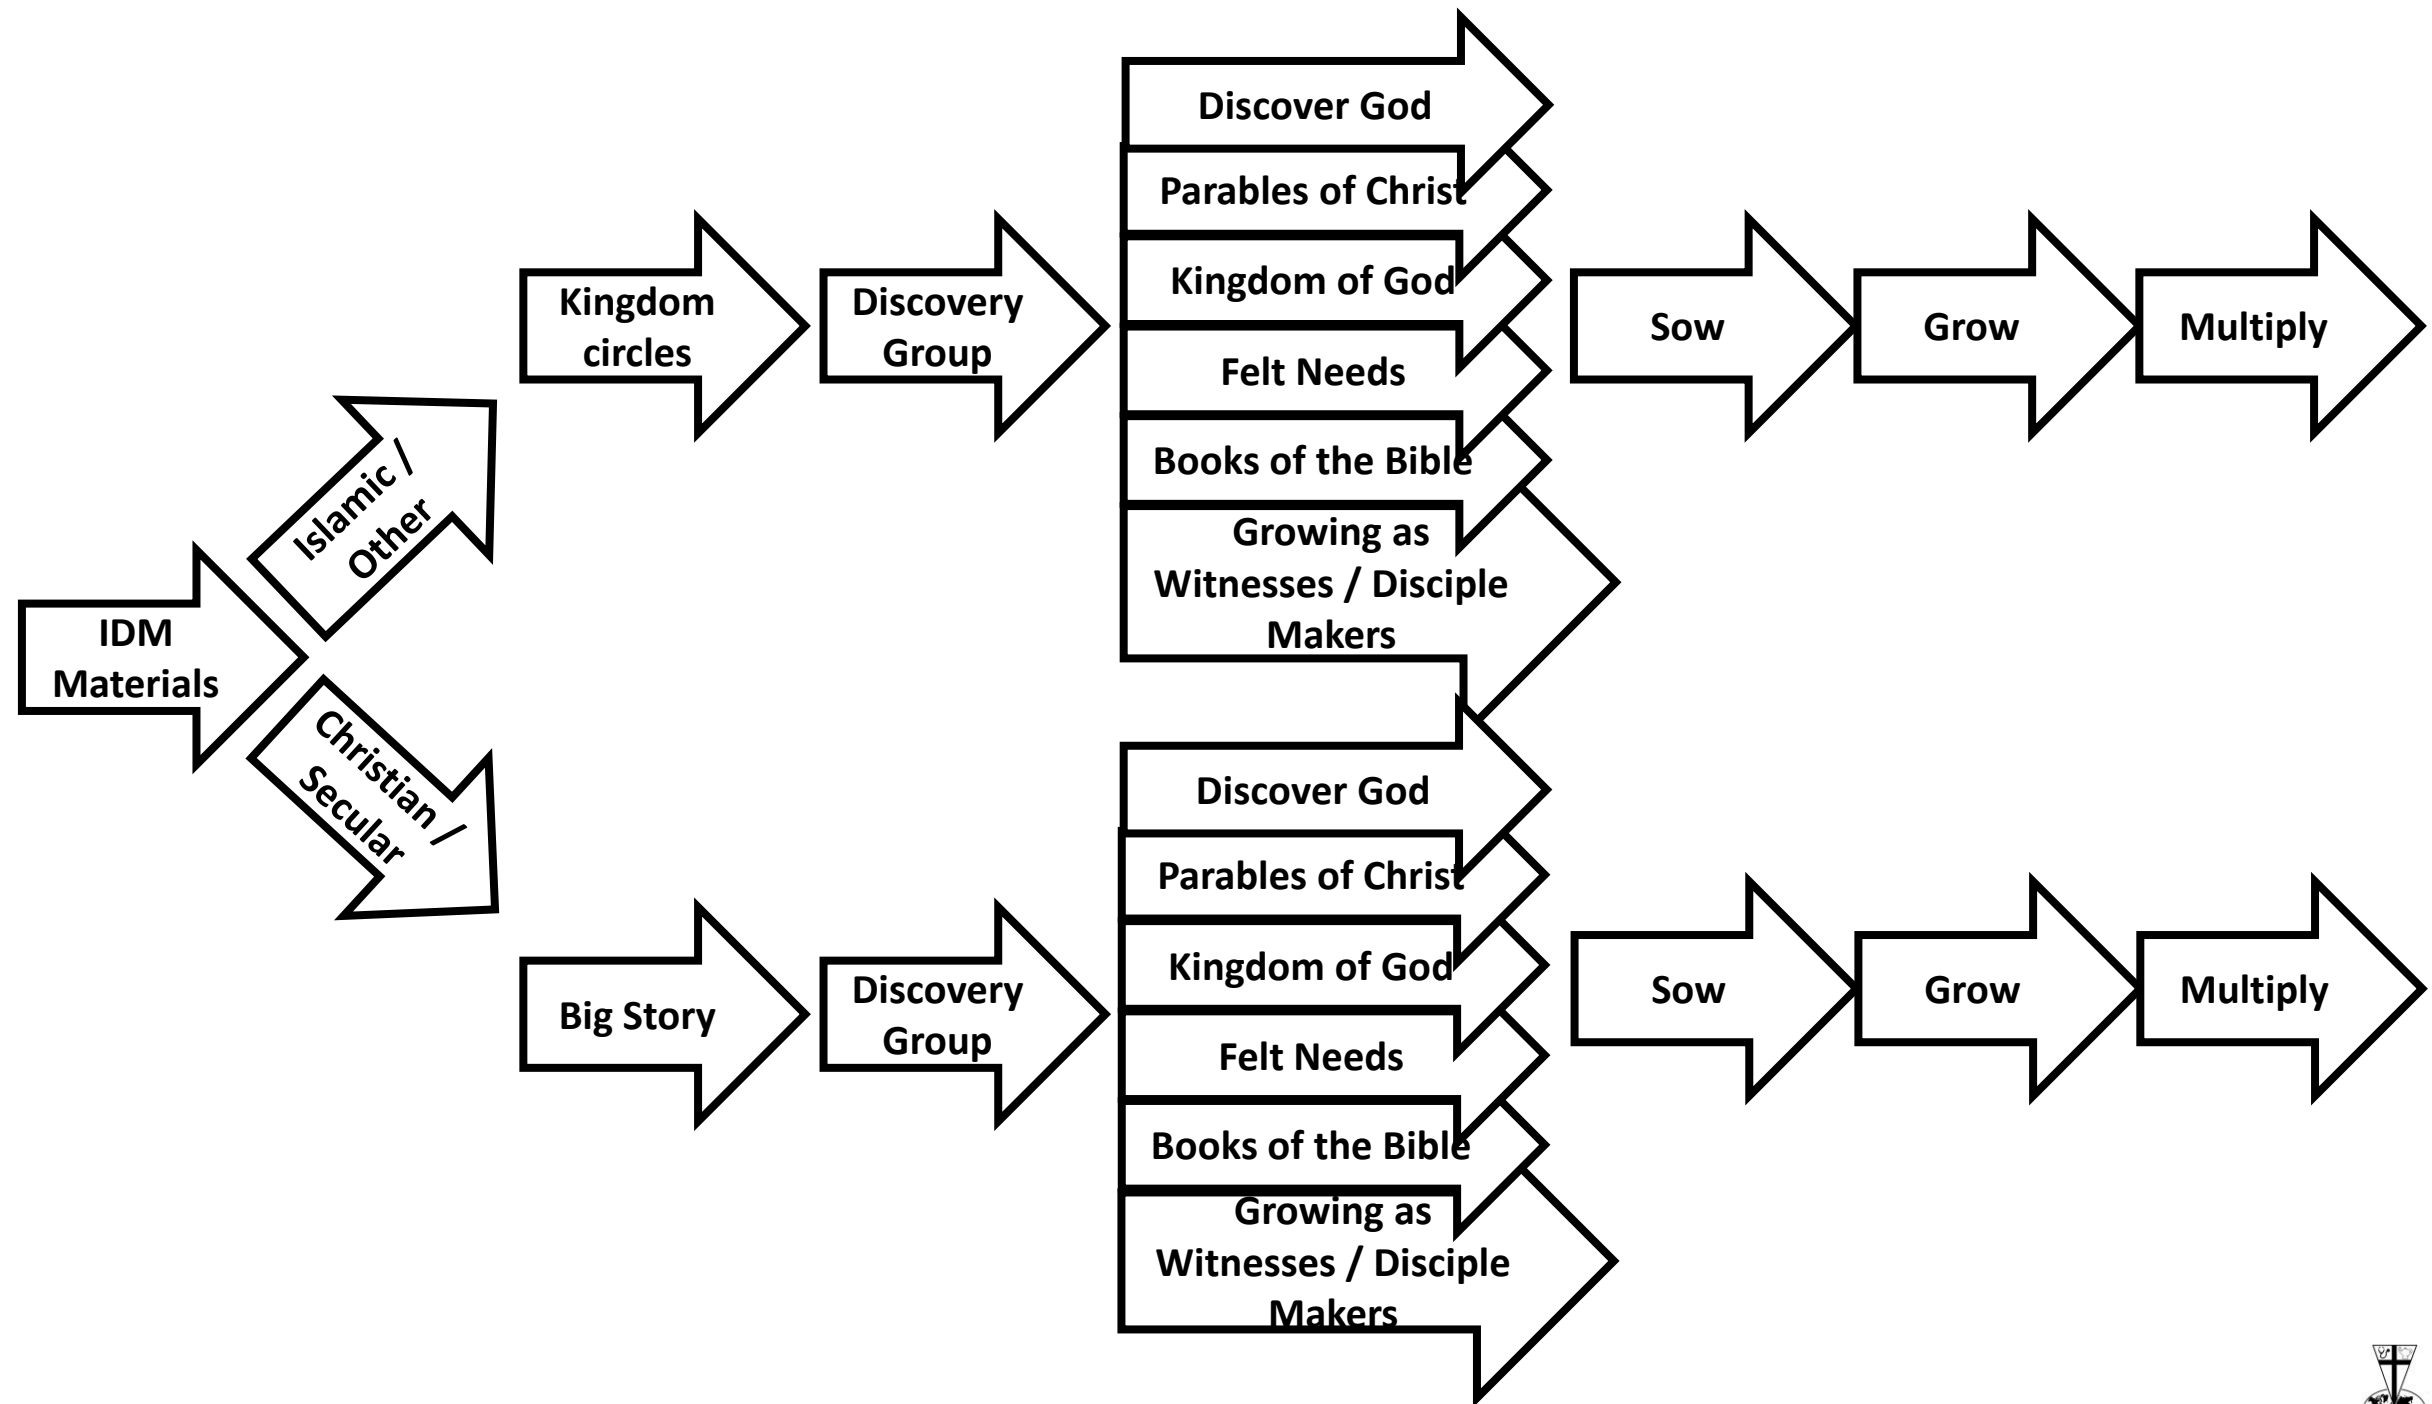 IDM
Materials
Islamic /
Other
Kingdom
circles
Discovery
Group
Discover God
Parables of Christ
Kingdom of God
Felt Needs
Books of the Bible
Growing as
Witnesses / Disciple
Makers
Sow
Grow
Multiply
Christian /
Secular
Big Story
Discovery
Group
Discover God
Parables of Christ
Kingdom of God
Felt Needs
Books of the Bible
Growing as
Witnesses / Disciple
Makers
Sow
Grow
Multiply